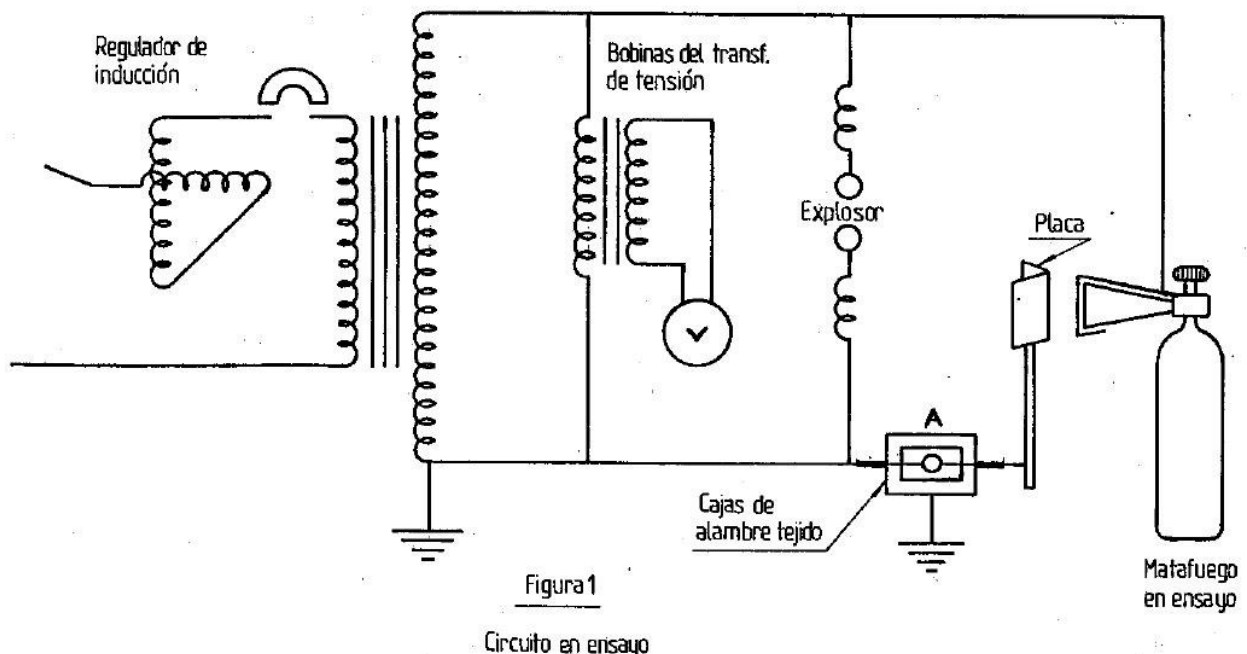 Regulador de
inducción
Bobinas del transf.
de tensión
V
Explosor
Placa
A
Cajas de
alambre tejido
Matafuego
en ensayo
Figura 1
Circuito en ensayo